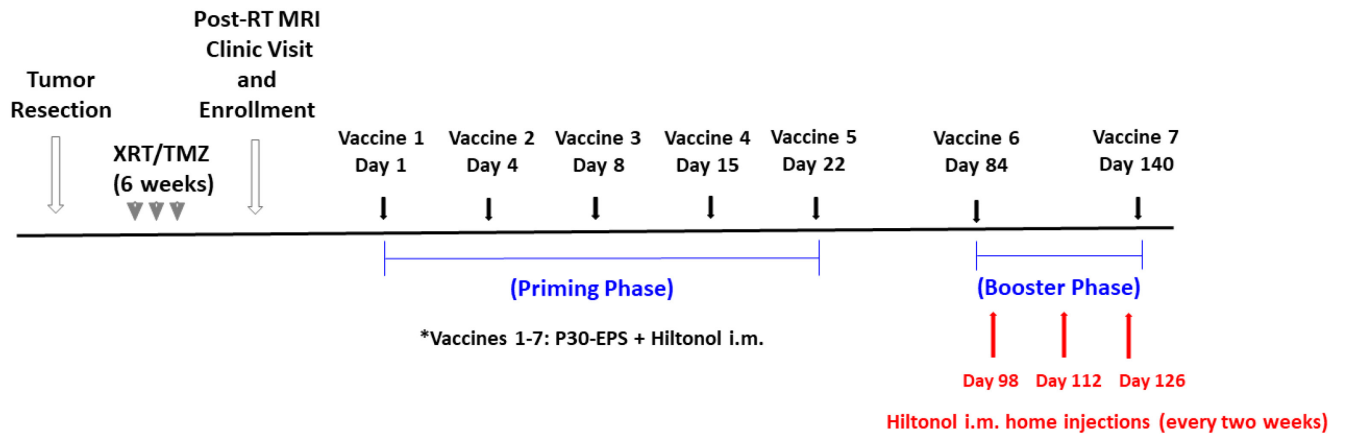 Tumor
Resection
XRT/TMZ
(6 weeks)
Post-RT MRI
Clinic Visit
and
Enrollment
Vaccine 1
Day 1
Vaccine 2
Day 4
Vaccine 3
Day 8
Vaccine 4
Day 15
Vaccine 5
Day 22
Vaccine 6
Day 84
Vaccine 7
Day 140
(Priming Phase)
(Booster Phase)
*Vaccines 1-7: P30-EPS + Hiltonol i.m.
Day 98
Day 112
Day 126
Hiltonol i.m. home injections (every two weeks)